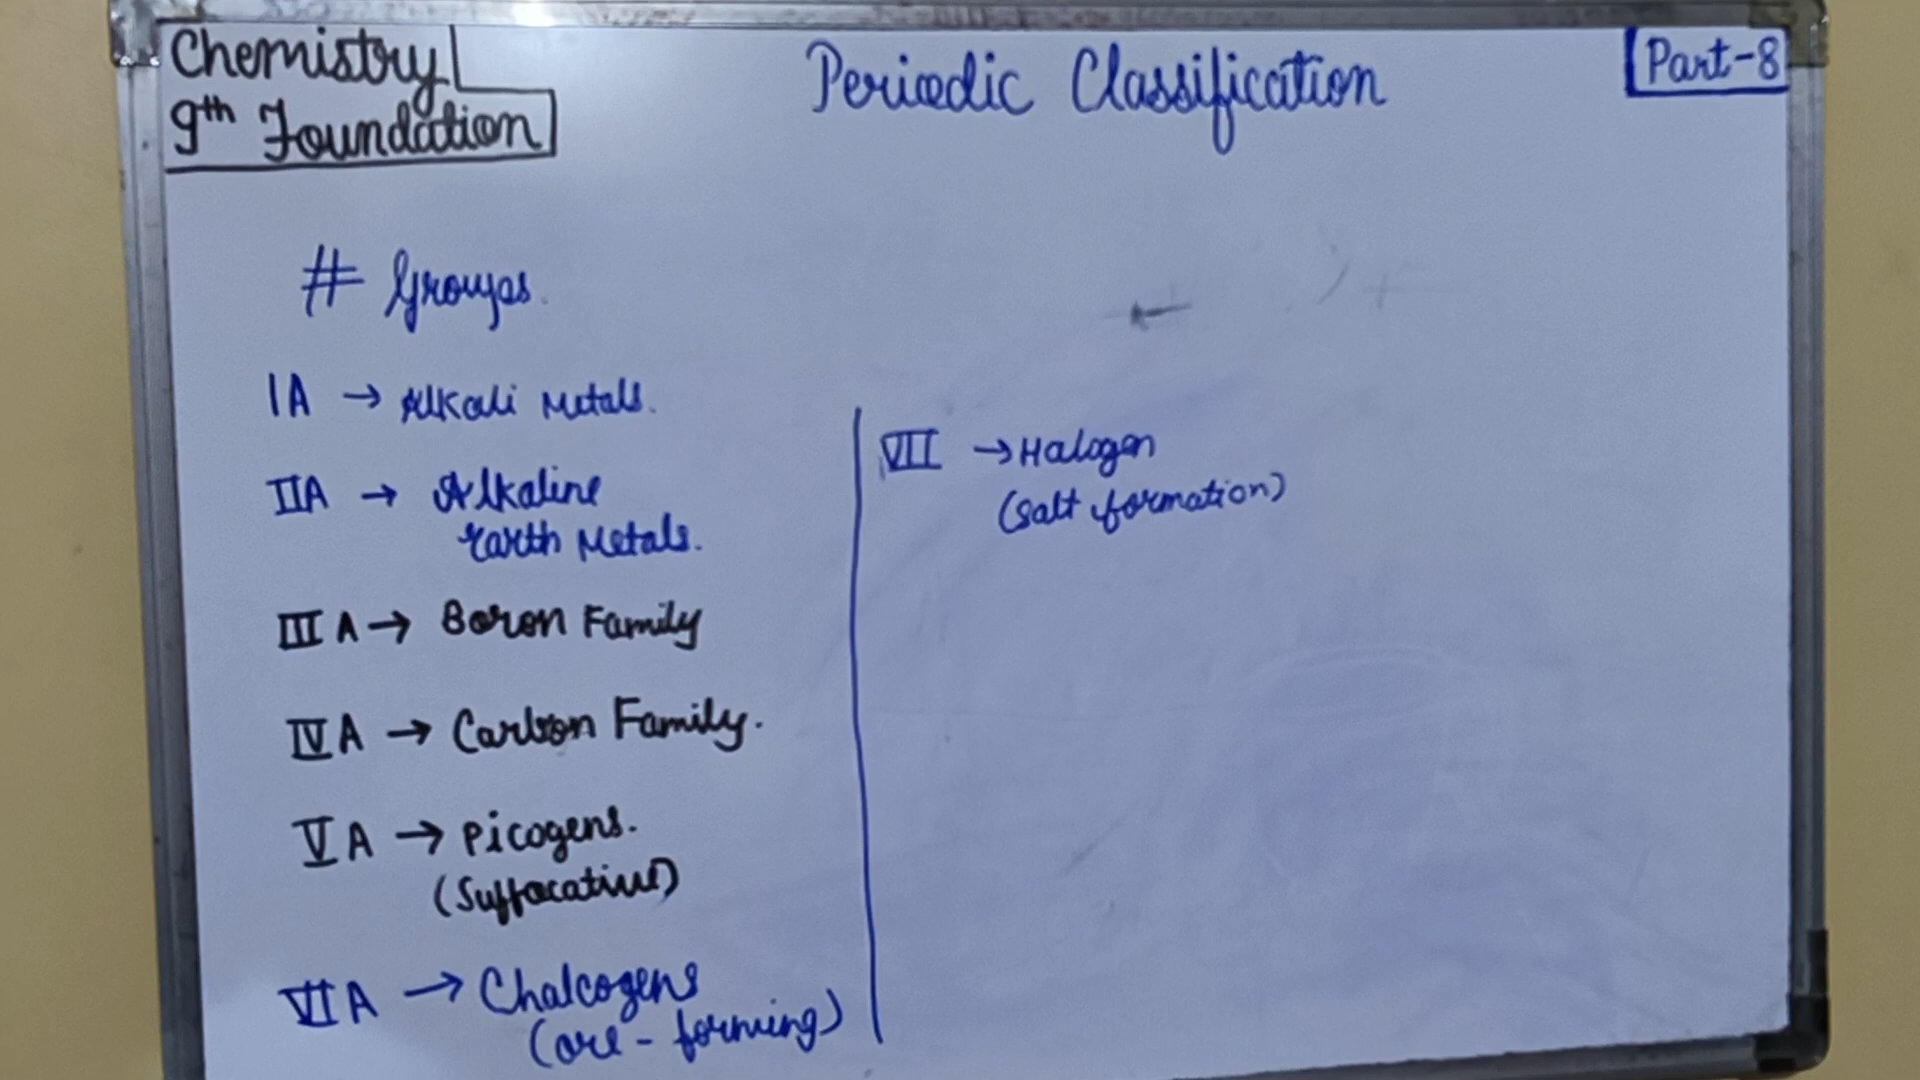 Chemistry
9th Foundation
Periodic Classification
Part-8
# Groups.
IA → Alkali Metals.
IIA → Alkaline
Earth Metals.
III A → Boron Family
IV A → Carbon Family.
V A → Picogens.
(Suffocative)
VI A → Chalcogens
(ore - forming)
VII → Halogen
(salt formation)